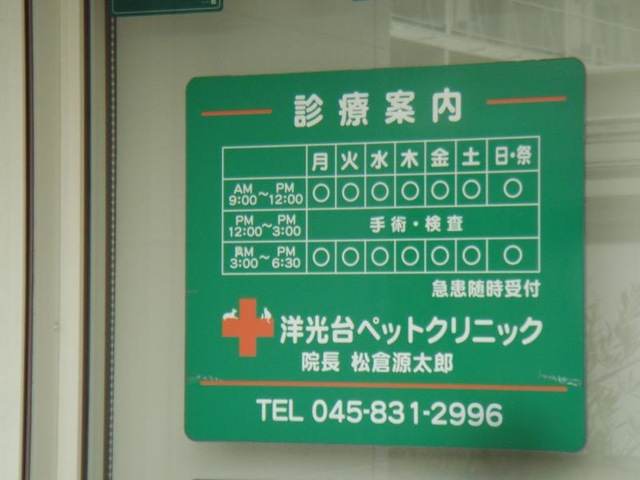 診療案内
月 火 水 木 金 土 日・祭
AM 9:00～PM 12:00 ○ ○ ○ ○ ○ ○ ○
PM 12:00～PM 3:00 手術・検査
AM 3:00～PM 6:30 ○ ○ ○ ○ ○ ○ ○
急患随時受付
洋光台ペットクリニック
院長 松倉源太郎
TEL 045-831-2996